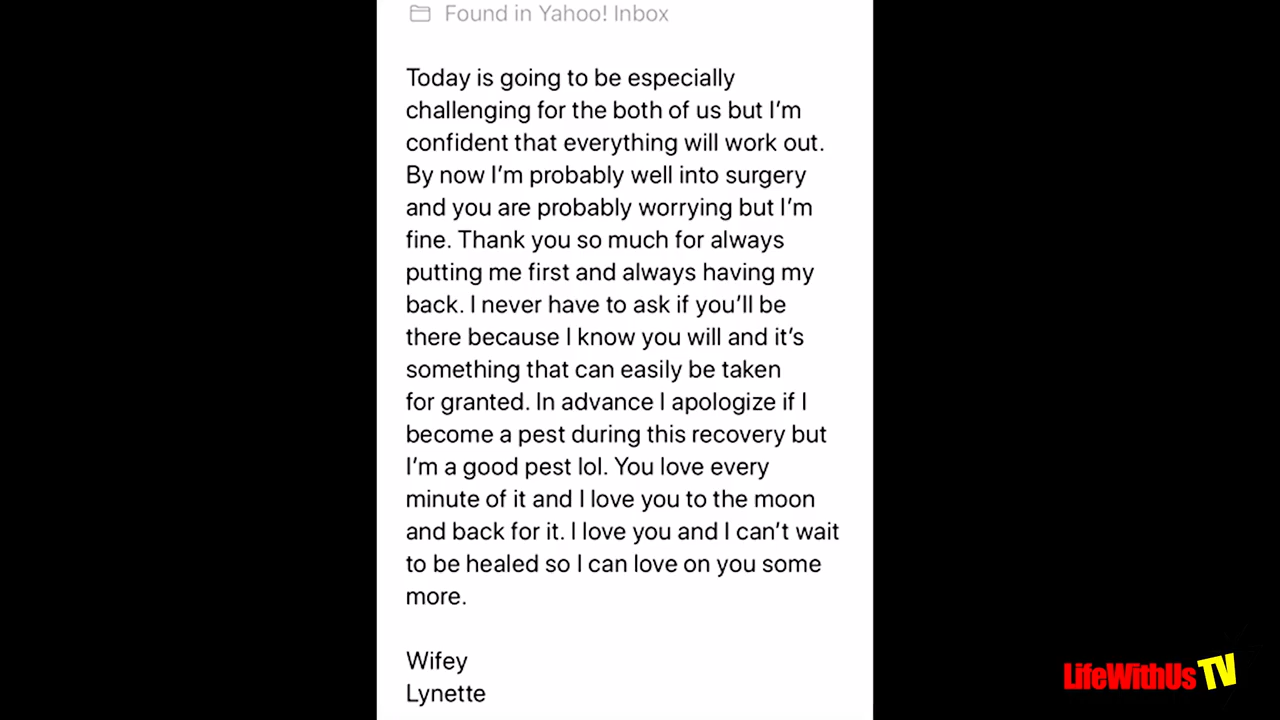 Found in Yahoo! Inbox
Today is going to be especially
challenging for the both of us but I'm
confident that everything will work out.
By now I'm probably well into surgery
and you are probably worrying but I'm
fine. Thank you so much for always
putting me first and always having my
back. I never have to ask if you'll be
there because I know you will and it's
something that can easily be taken
for granted. In advance I apologize if I
become a pest during this recovery but
I'm a good pest lol. You love every
minute of it and I love you to the moon
and back for it. I love you and I can't wait
to be healed so I can love on you some
more.
Wifey
Lynette
LifeWithUsTV